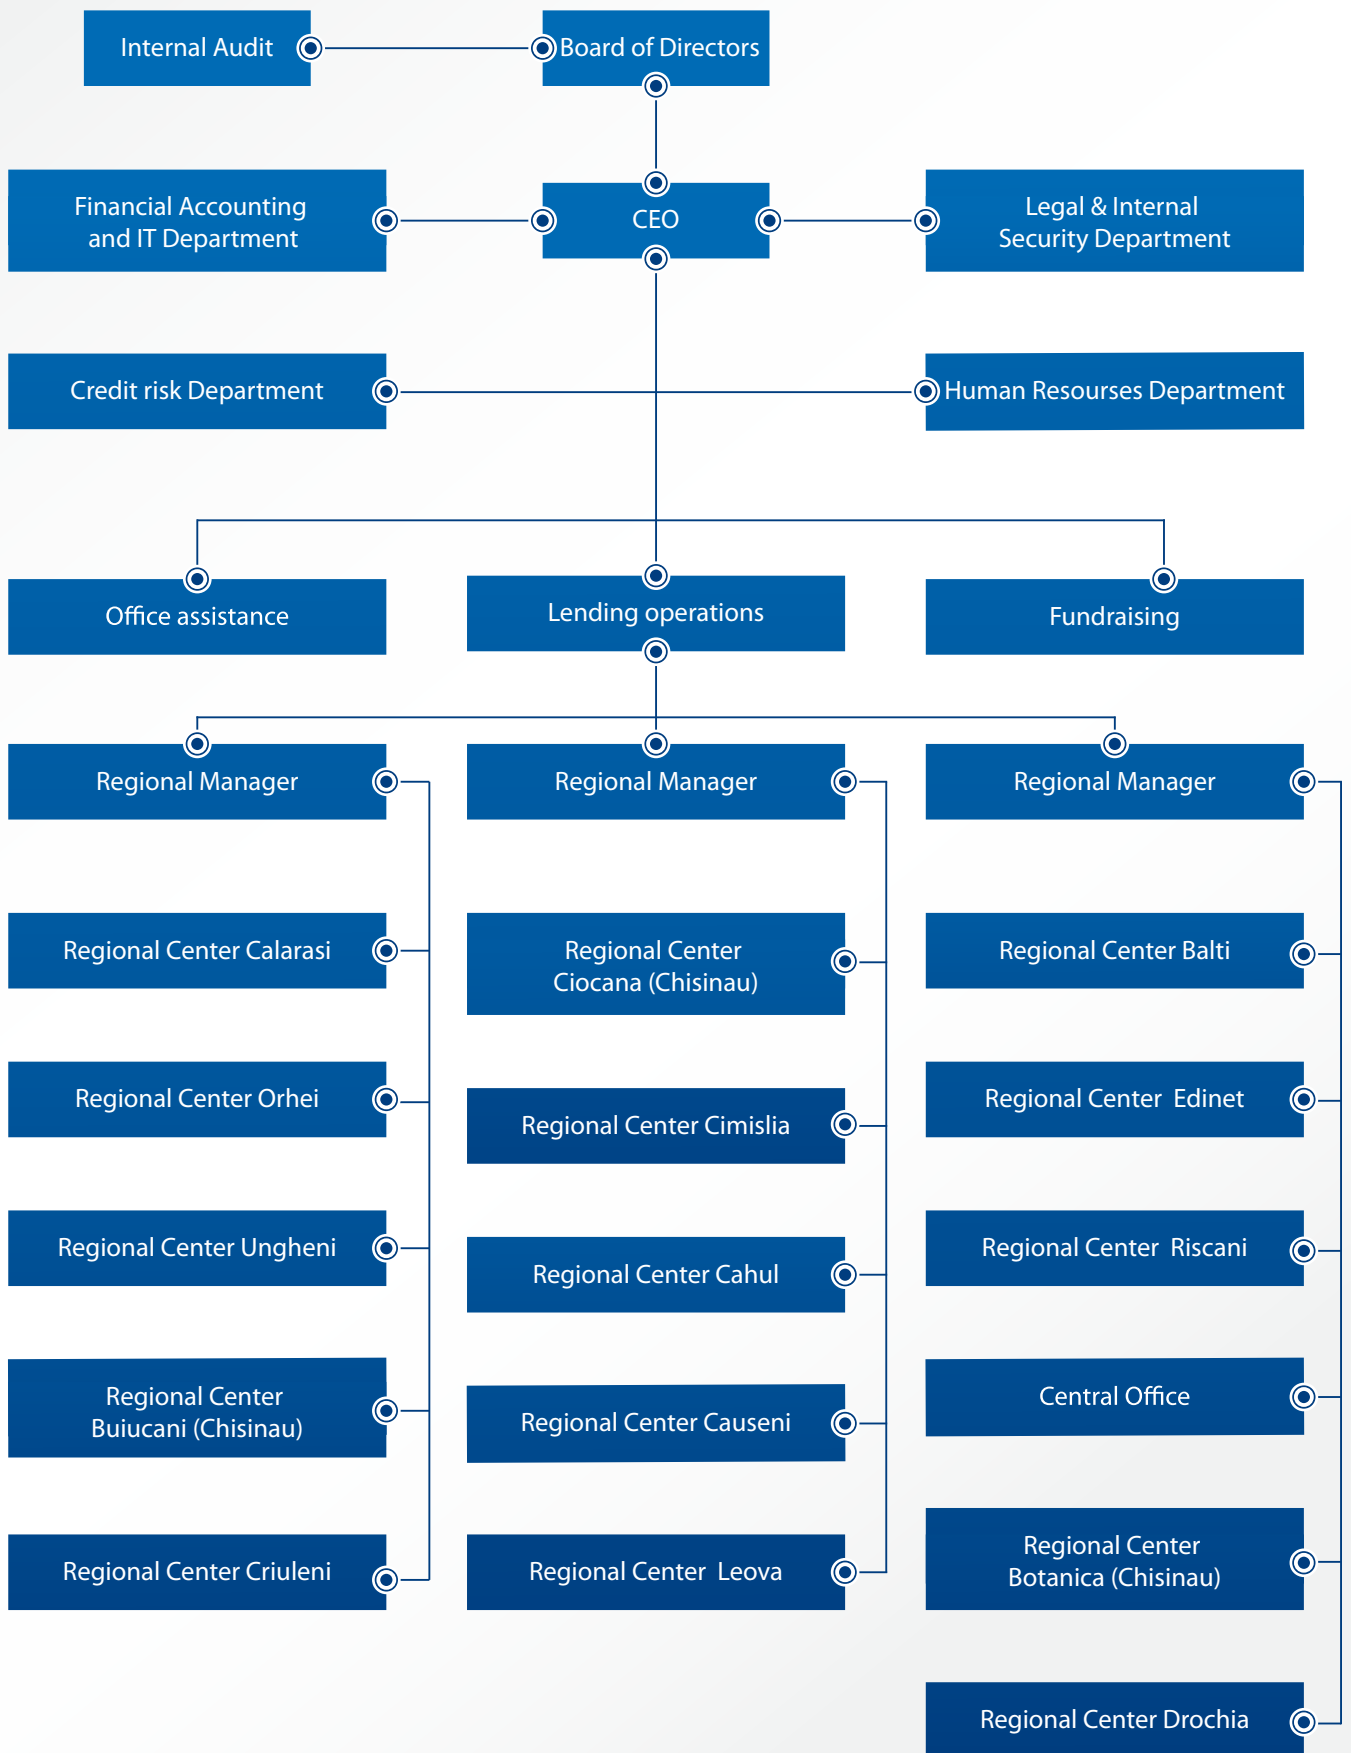 Internal Audit
Board of Directors
Financial Accounting
and IT Department
CEO
Legal & Internal
Security Department
Credit risk Department
Human Resourses Department
Office assistance
Lending operations
Fundraising
Regional Manager
Regional Manager
Regional Manager
Regional Center Calarasi
Regional Center
Ciocana (Chisinau)
Regional Center Balti
Regional Center Orhei
Regional Center Cimislia
Regional Center Edinet
Regional Center Ungheni
Regional Center Cahul
Regional Center Riscani
Regional Center
Buiucani (Chisinau)
Regional Center Causeni
Central Office
Regional Center Criuleni
Regional Center Leova
Regional Center
Botanica (Chisinau)
Regional Center Drochia